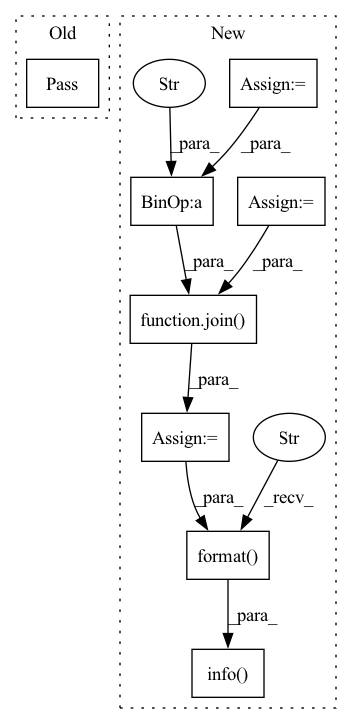 Old
New
Pass
Str
Assign:=
_para_
_para_
BinOp:a
Assign:=
_para_
_para_
function.join()
_para_
Assign:=
Str
_para_
_recv_
format()
_para_
info()